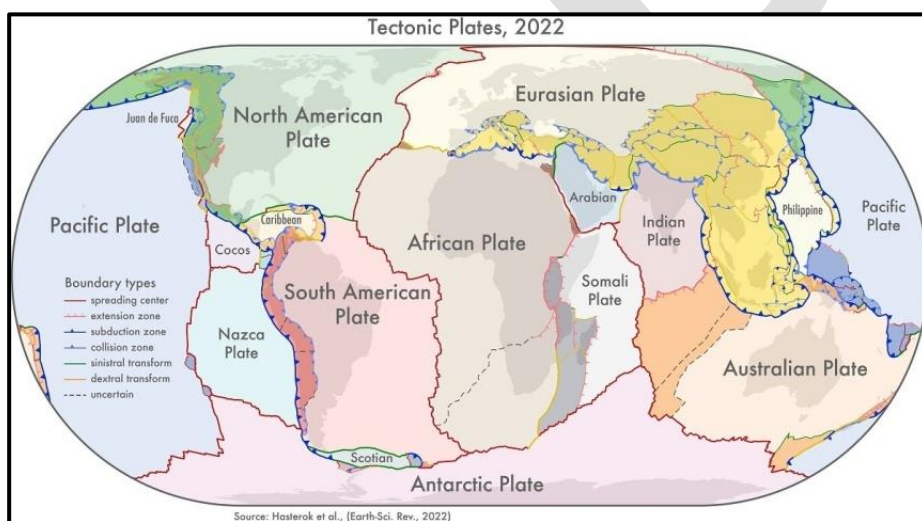 Tectonic Plates, 2022
Eurasian Plate
North American
Plate
Juan de Fuca
Arabian
Caribbean
Indian
Plate
Philippine
Pacific
Plate
Pacific Plate
African Plate
Cocos
Somali
Plate
South American
Plate
Nazca
Plate
Australian Plate
Boundary types
spreading center
extension zone
subduction zone
collision zone
sinistral transform
dextral transform
uncertain
Scotian
Antarctic Plate
Source: Hasterok et al., (Earth-Sci. Rev., 2022)